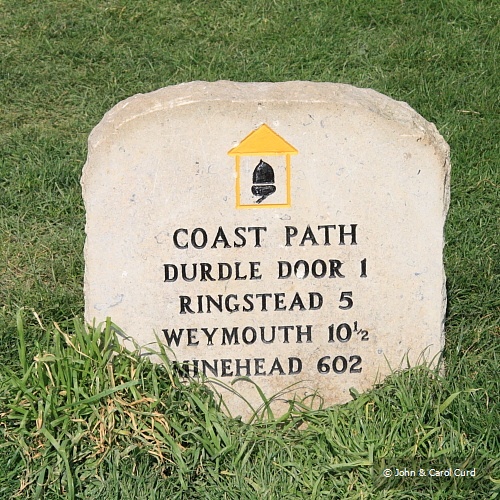 COAST PATH
DURDLE DOOR 1
RINGSTEAD 5
WEYMOUTH 10½
MINEHEAD 602
© John & Carol Curd